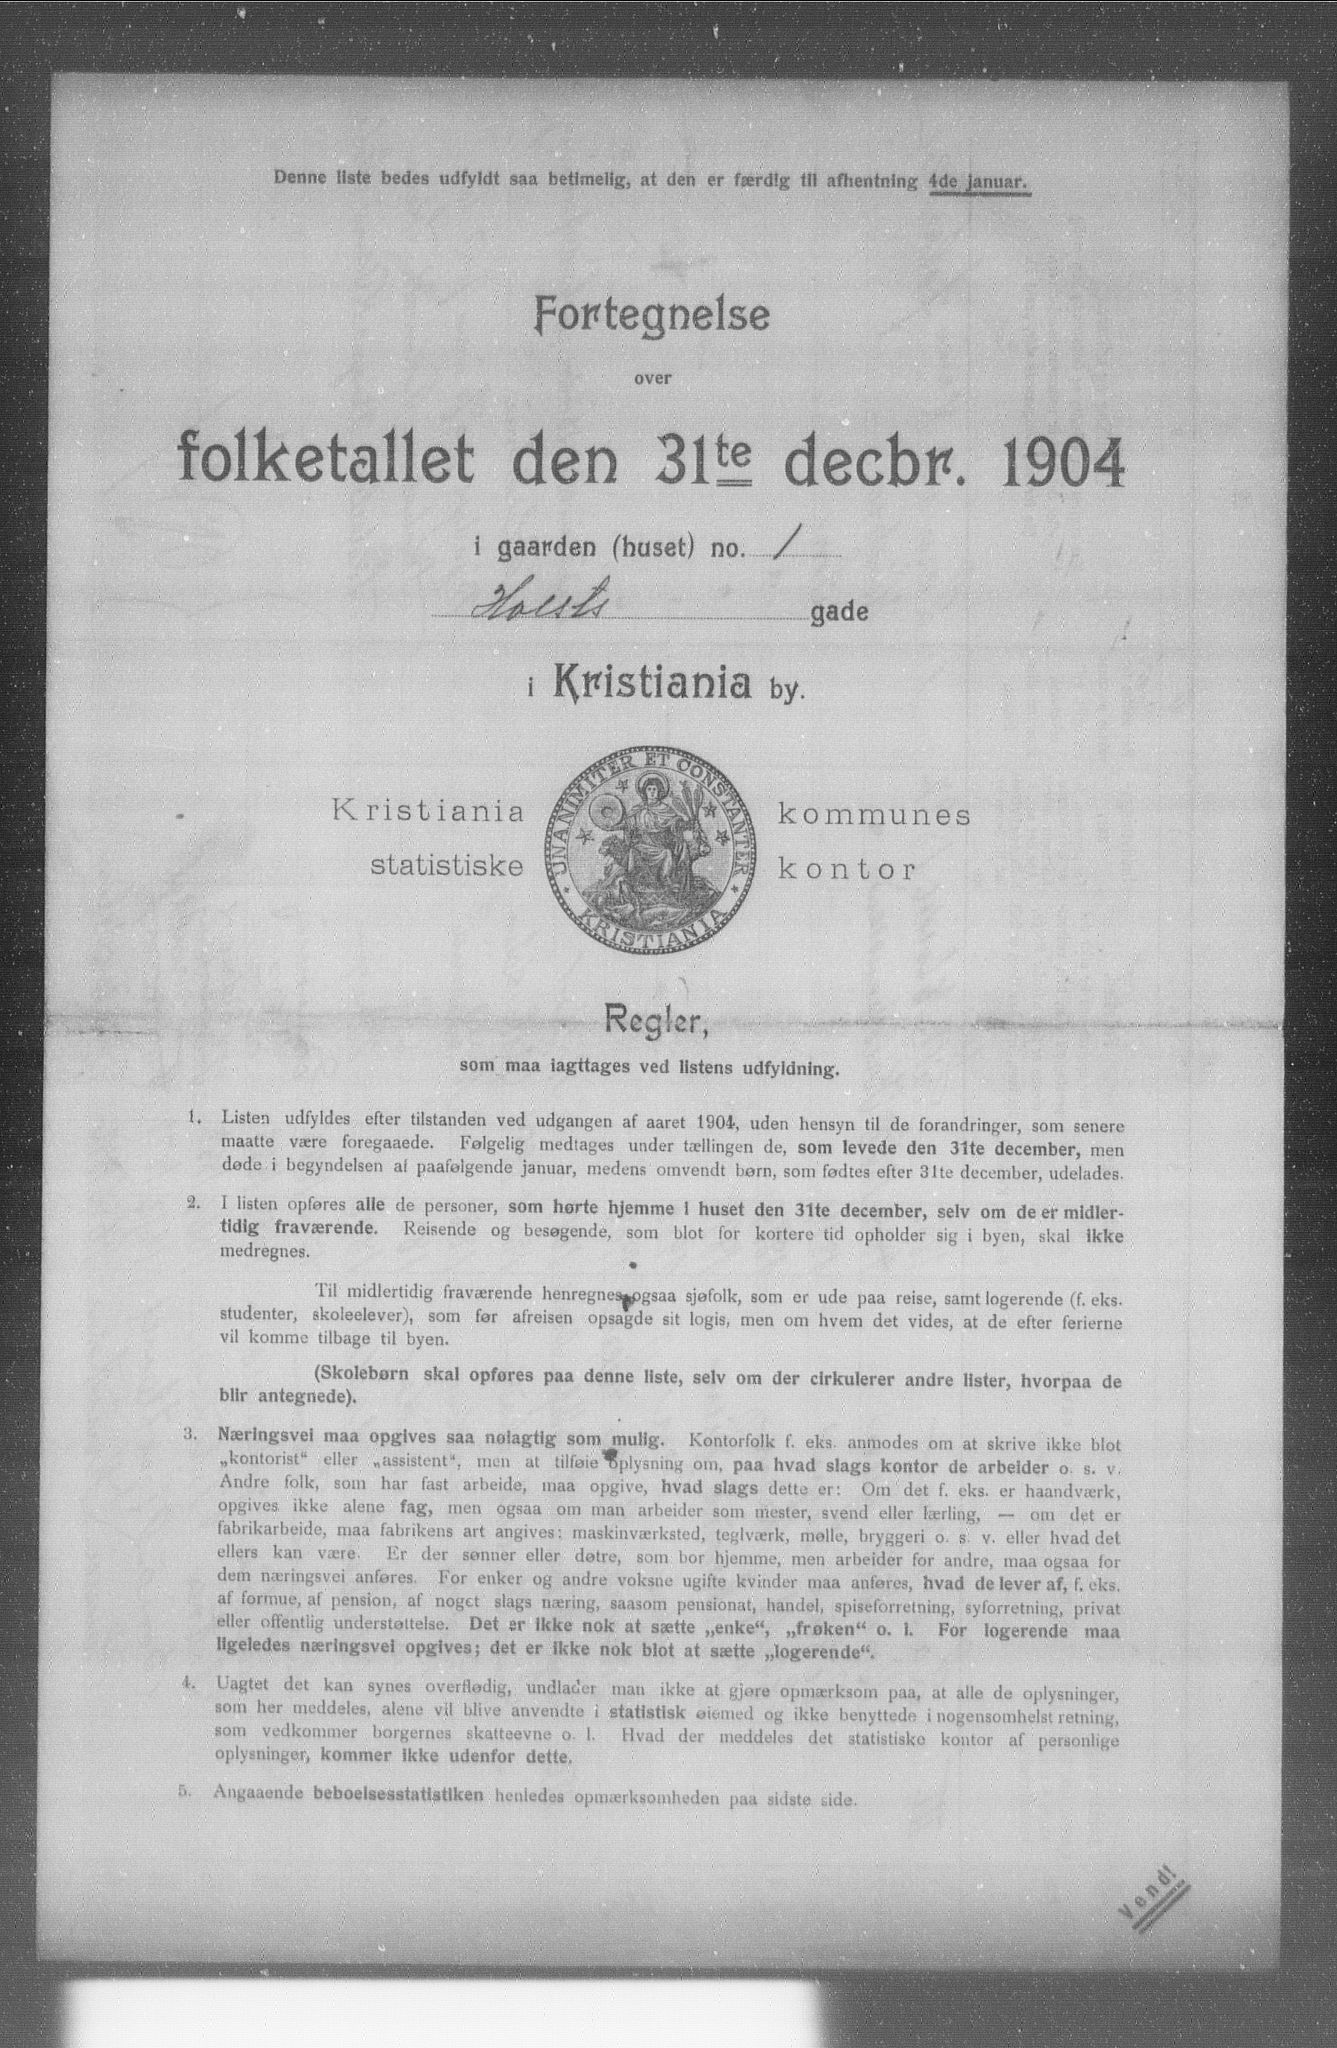 Denne liste bedes udfyldt saa betimelig, at den er færdig til afhentning 4de januar.
Fortegnelse
over
folketallet den 31te decbr. 1904
i gaarden (huset) no. 1
Holsts gade
i Kristiania by.
Kristiania kommunes
statistiske kontor
UNANIMITER ET CONSTANTER
KRISTIANIA
Regler,
som maa iagttages ved listens udfyldning.
1. Listen udfyldes efter tilstanden ved udgangen af aaret 1904, uden hensyn til de forandringer, som senere
maatte være foregaaede. Følgelig medtages under tællingen de, som levede den 31te december, men
døde i begyndelsen af paafølgende januar, medens omvendt børn, som fødtes efter 31te december, udelades.
2. I listen opføres alle de personer, som hørte hjemme i huset den 31te december, selv om de er midler-
tidig fraværende. Reisende og besøgende, som blot for kortere tid opholder sig i byen, skal ikke
medregnes.
Til midlertidig fraværende henregnes ogsaa sjøfolk, som er ude paa reise, samt logerende (f. eks.
studenter, skoleelever), som før afreisen opsagde sit logis, men om hvem det vides, at de efter ferierne
vil komme tilbage til byen.
(Skolebørn skal opføres paa denne liste, selv om der cirkulerer andre lister, hvorpaa de
blir antegnede).
3. Næringsvei maa opgives saa nøiagtig som mulig. Kontorfolk f. eks. anmodes om at skrive ikke blot
„kontorist“ eller „assistent“, men at tilføie oplysning om, paa hvad slags kontor de arbeider o. s. v.
Andre folk, som har fast arbeide, maa opgive, hvad slags dette er: Om det f. eks. er haandværk,
opgives ikke alene fag, men ogsaa om man arbeider som mester, svend eller lærling, — om det er
fabrikarbeide, maa fabrikens art angives: maskinværksted, teglværk, mølle, bryggeri o. s. v. eller hvad det
ellers kan være. Er der sønner eller døtre, som bor hjemme, men arbeider for andre, maa ogsaa for
dem næringsvei anføres. For enker og andre voksne ugifte kvinder maa anføres, hvad de lever af, f. eks.
af formue, af pension, af noget slags næring, saasom pensionat, handel, spiseforretning, syforretning, privat
eller offentlig understøttelse. Det er ikke nok at sætte „enke“, „frøken“ o. l. For logerende maa
ligeledes næringsvei opgives; det er ikke nok blot at sætte „logerende“.
4. Uagtet det kan synes overflødig, undlader man ikke at gjøre opmærksom paa, at alle de oplysninger,
som her meddeles, alene vil blive anvendte i statistisk øiemed og ikke benyttede i nogensomhelst retning,
som vedkommer borgernes skatteevne o. l. Hvad der meddeles det statistiske kontor af personlige
oplysninger, kommer ikke udenfor dette.
5. Angaaende beboelsesstatistiken henledes opmærksomheden paa sidste side.
Vend!